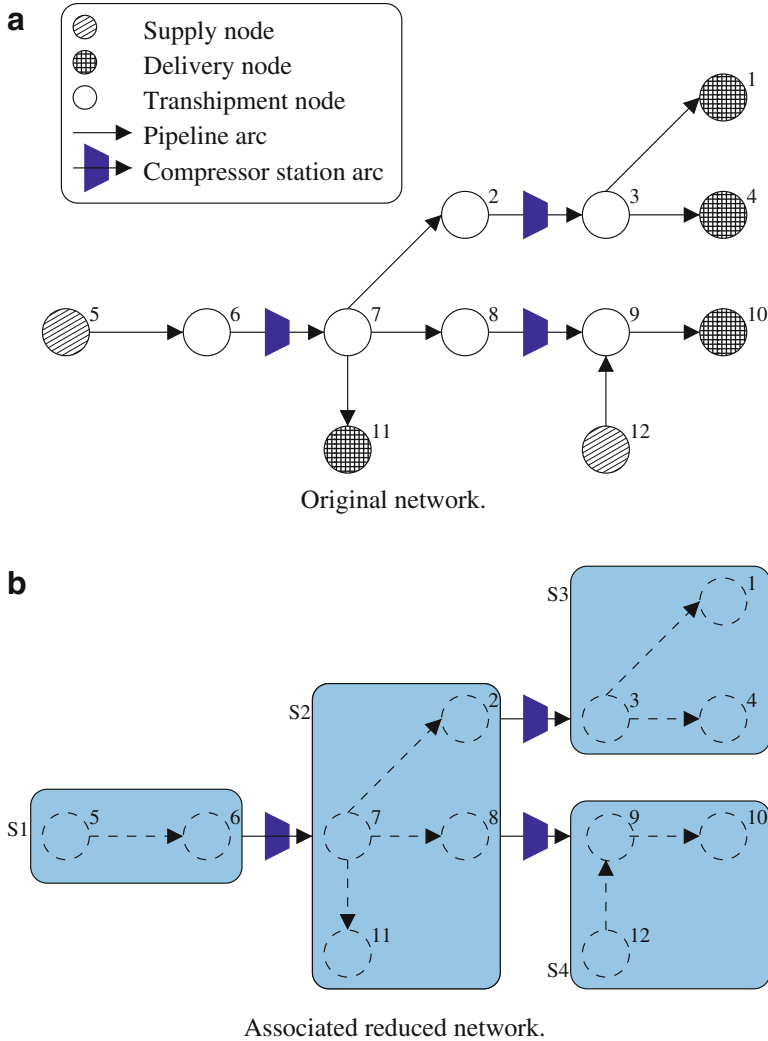 a
Supply node
Delivery node
Transhipment node
Pipeline arc
Compressor station arc
1
2
3
4
5
6
7
8
9
10
11
12
Original network.
b
S3
1
S2
2
3
4
S1
5
6
7
8
9
10
11
12
S4
Associated reduced network.